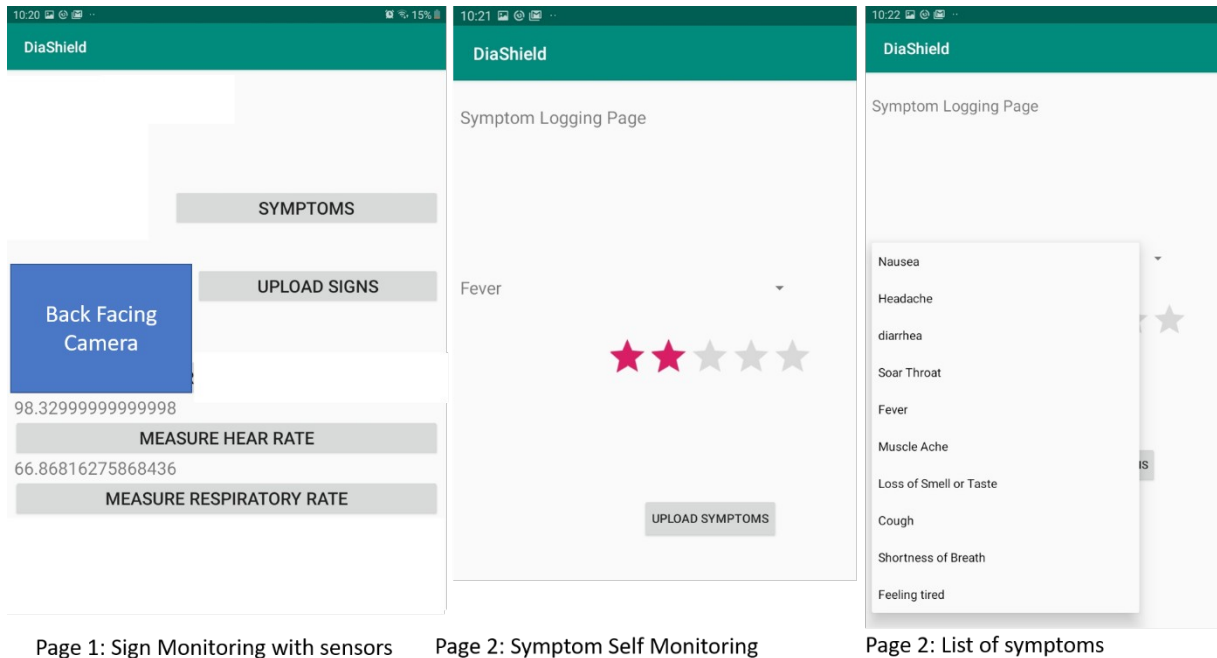 10:20 15%
DiaShield
SYMPTOMS
UPLOAD SIGNS
Back Facing
Camera
98.32999999999998
MEASURE HEAR RATE
66.86816275868436
MEASURE RESPIRATORY RATE
Page 1: Sign Monitoring with sensors
10:21
DiaShield
Symptom Logging Page
Fever
UPLOAD SYMPTOMS
Page 2: Symptom Self Monitoring
10:22
DiaShield
Symptom Logging Page
Nausea
Headache
diarrhea
Soar Throat
Fever
Muscle Ache
Loss of Smell or Taste
Cough
Shortness of Breath
Feeling tired
Page 2: List of symptoms